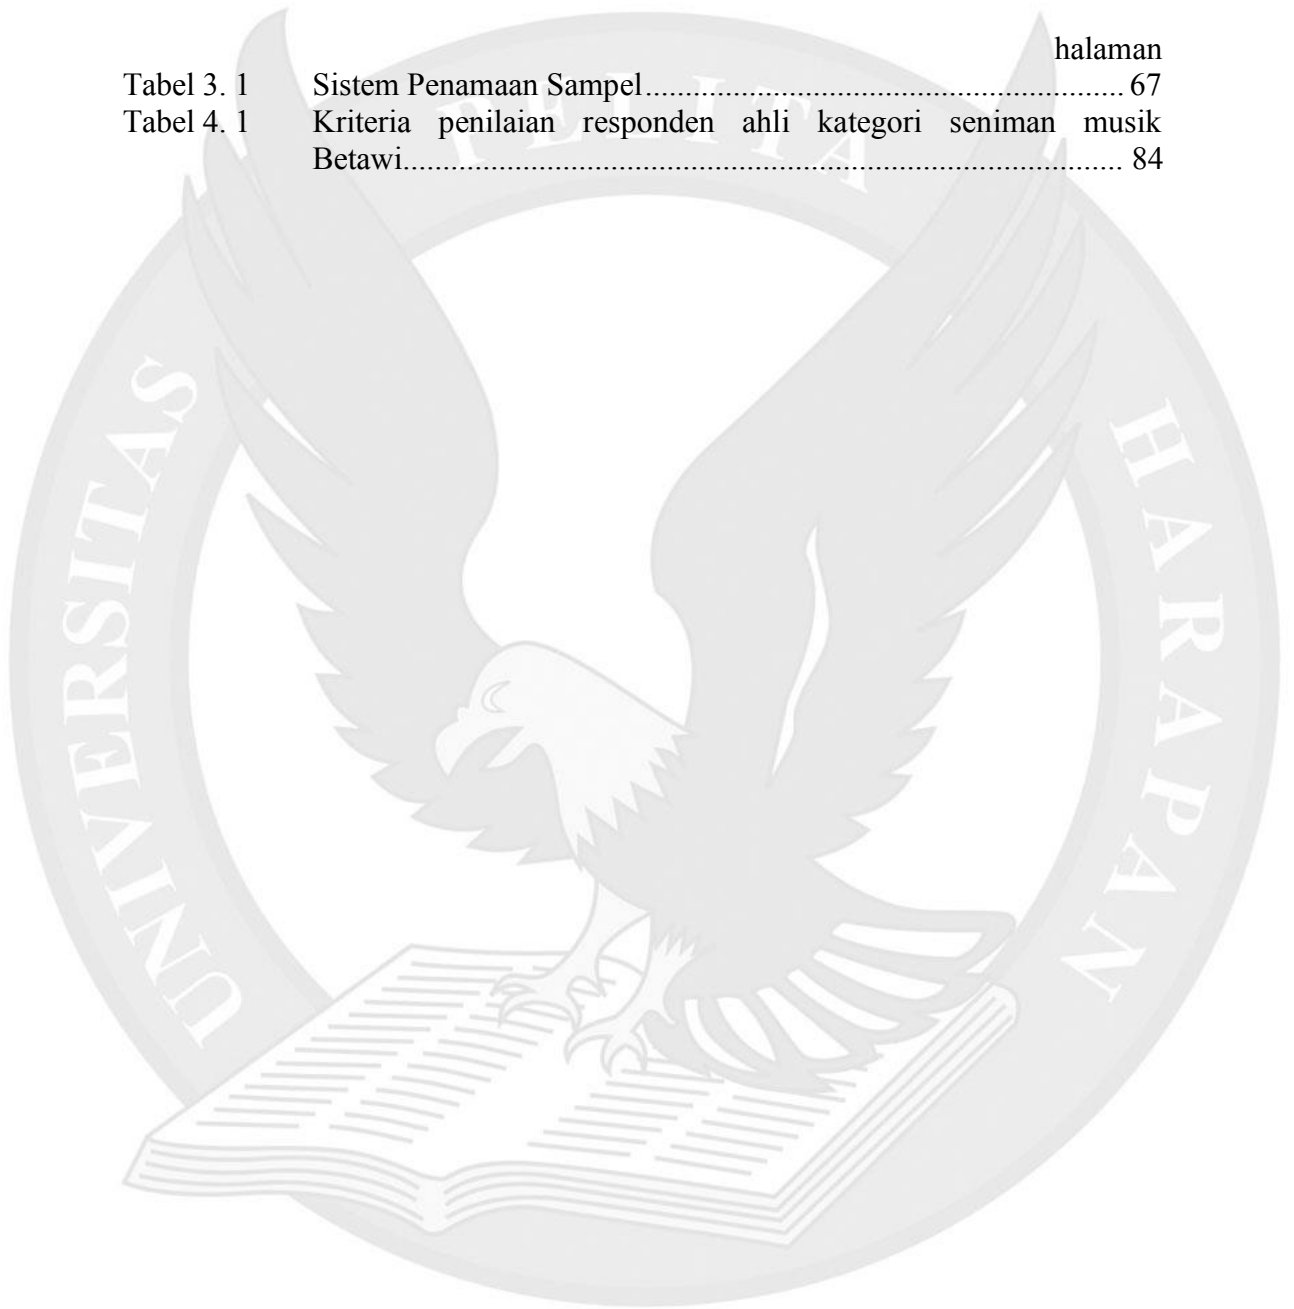 halaman
Tabel 3. 1 Sistem Penamaan Sampel............................................................ 67
Tabel 4. 1 Kriteria penilaian responden ahli kategori seniman musik
Betawi.......................................................................................... 84
PELITA
UNIVERSITAS
HARAPAN